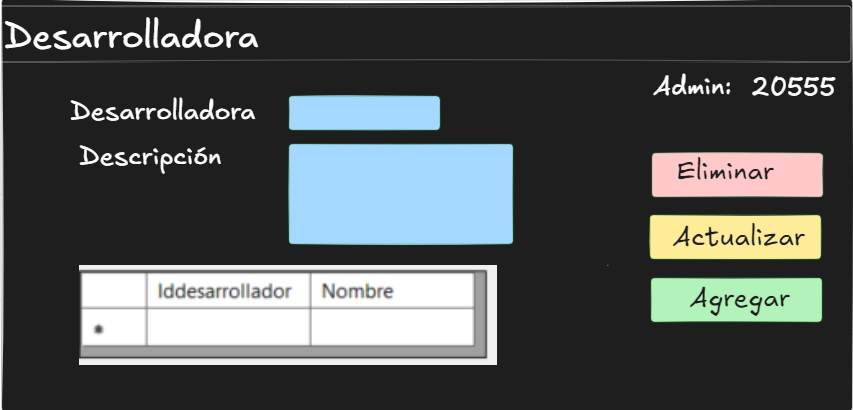 Desarrolladora
Admin: 20555
Desarrolladora
Descripción
Eliminar
Actualizar
Agregar
Iddesarrollador Nombre
*